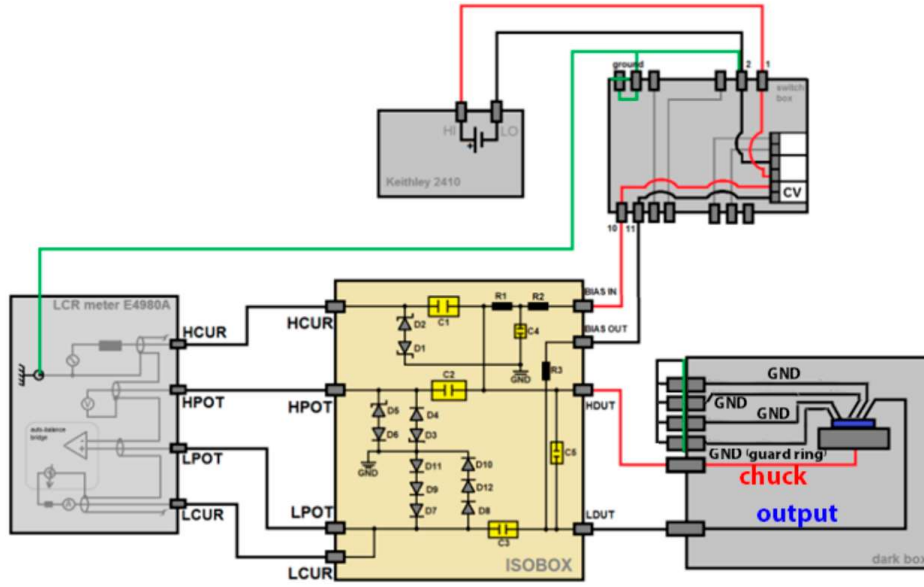 ground
2
1
switch
box
HI
LO
Keithley 2410
CV
10
11
LCR meter E4980A
HCUR
HPOT
LPOT
LCUR
V
auto-balance
bridge
A
HCUR
HPOT
LPOT
LCUR
BIAS IN
BIAS OUT
HDUT
LDUT
R1
R2
R3
C1
C2
C3
C4
C5
D2
D1
GND
D5
D6
D4
D3
GND
D11
D9
D7
D10
D12
D8
ISOBOX
GND
GND
GND
GND (guard ring)
chuck
output
dark box